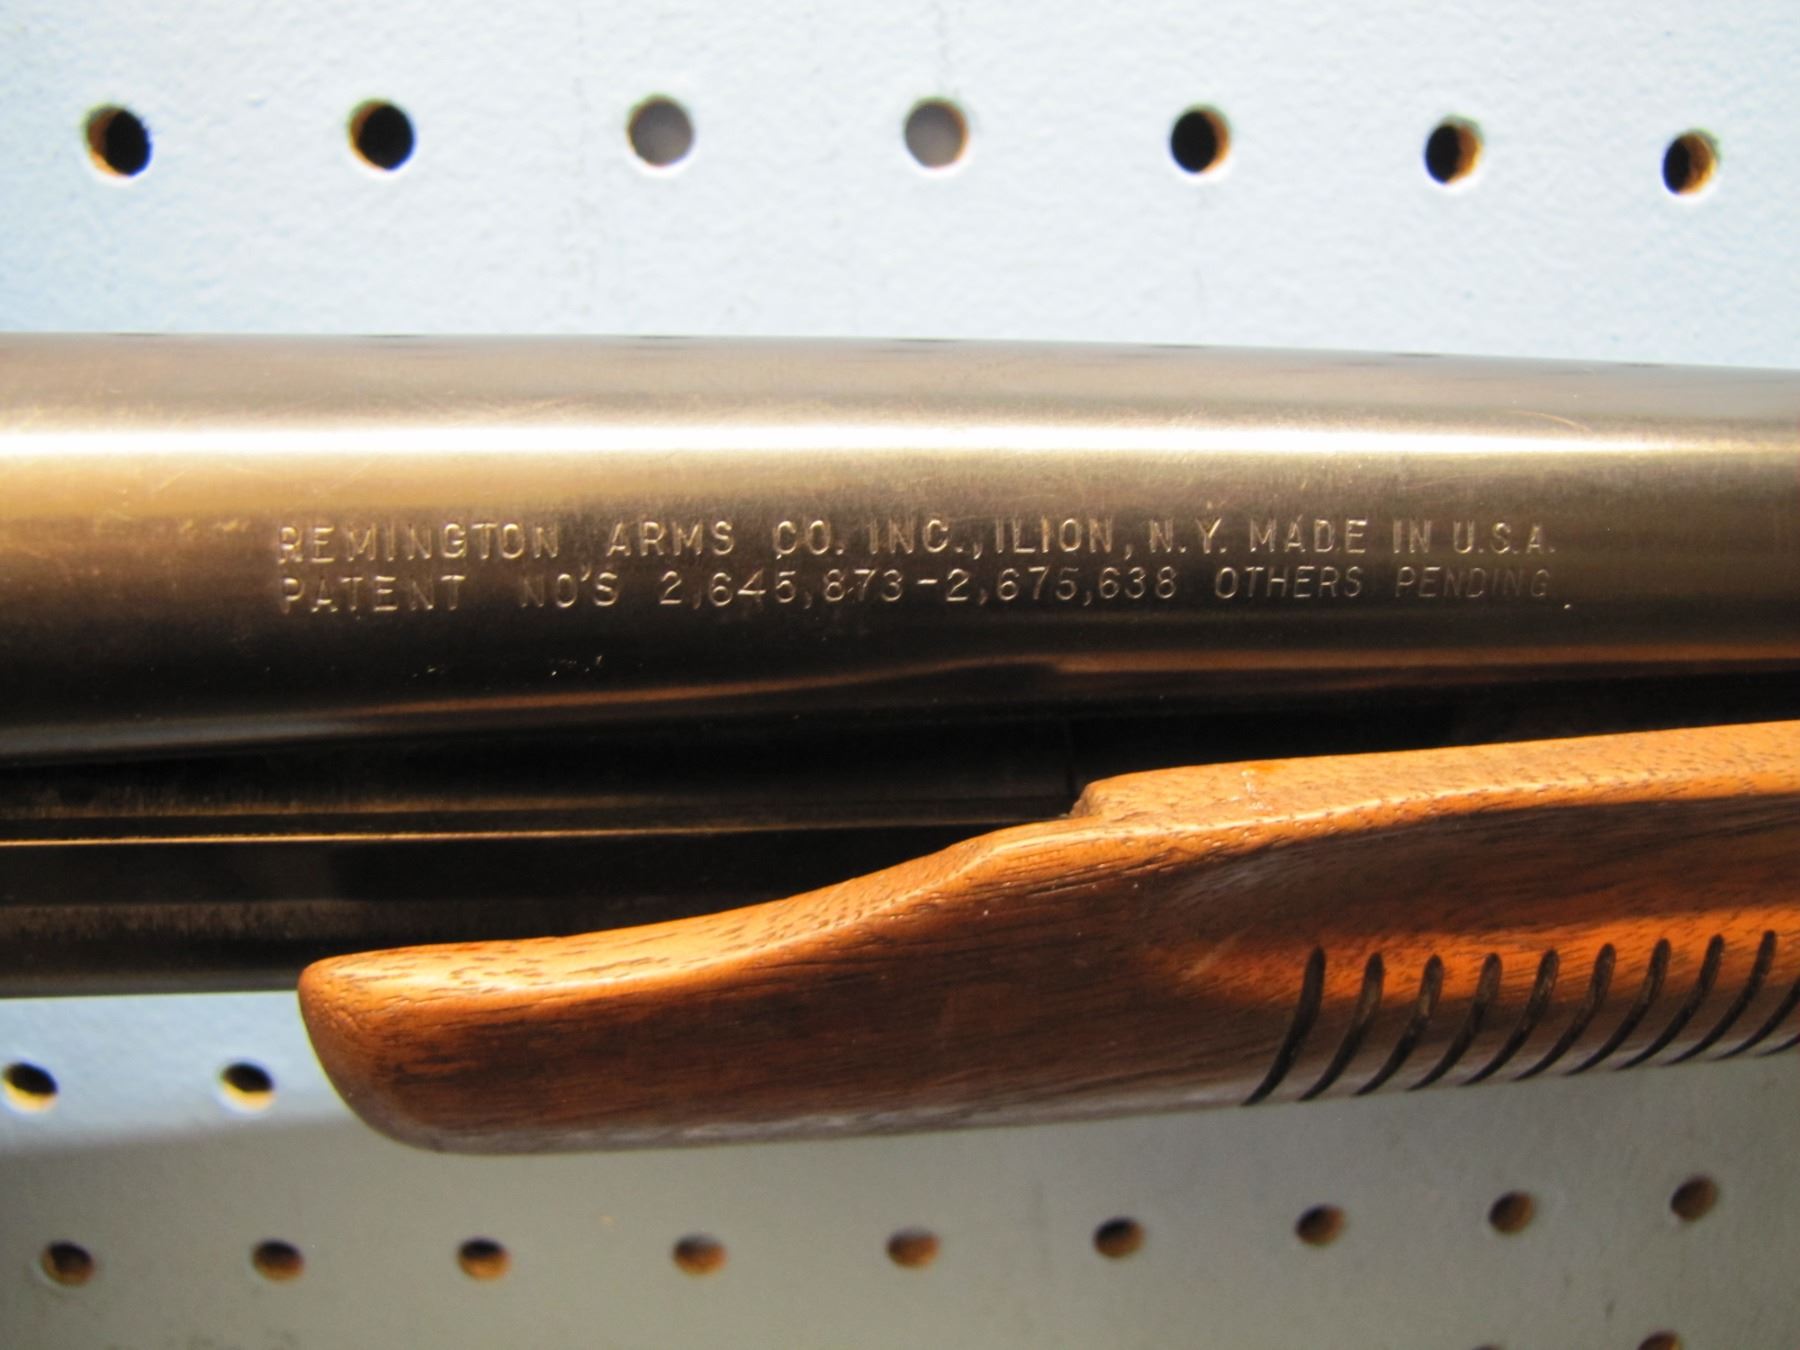 REMINGTON ARMS CO. INC., ILION, N.Y. MADE IN U.S.A.
PATENT NO'S 2,645,873-2,675,638 OTHERS PENDING